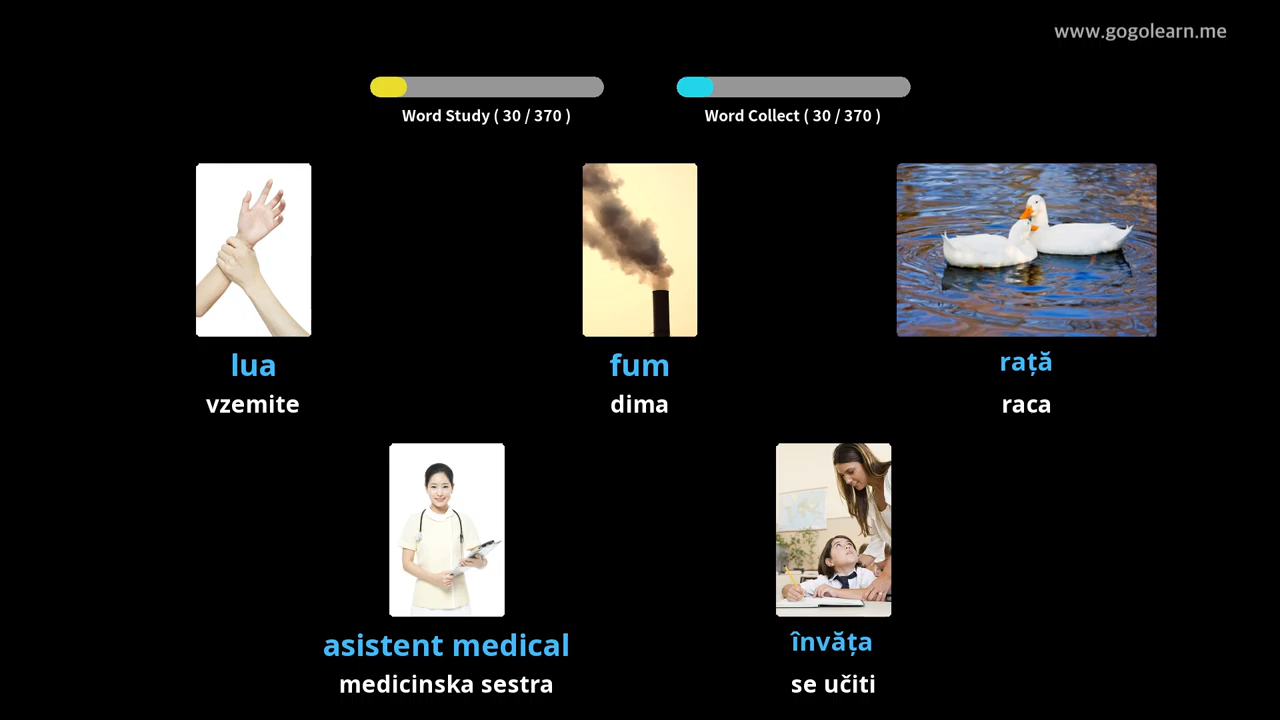 www.gogolearn.me
Word Study ( 30 / 370 )
Word Collect ( 30 / 370 )
lua
vzemite
fum
dima
rață
raca
asistent medical
medicinska sestra
învăța
se učiti